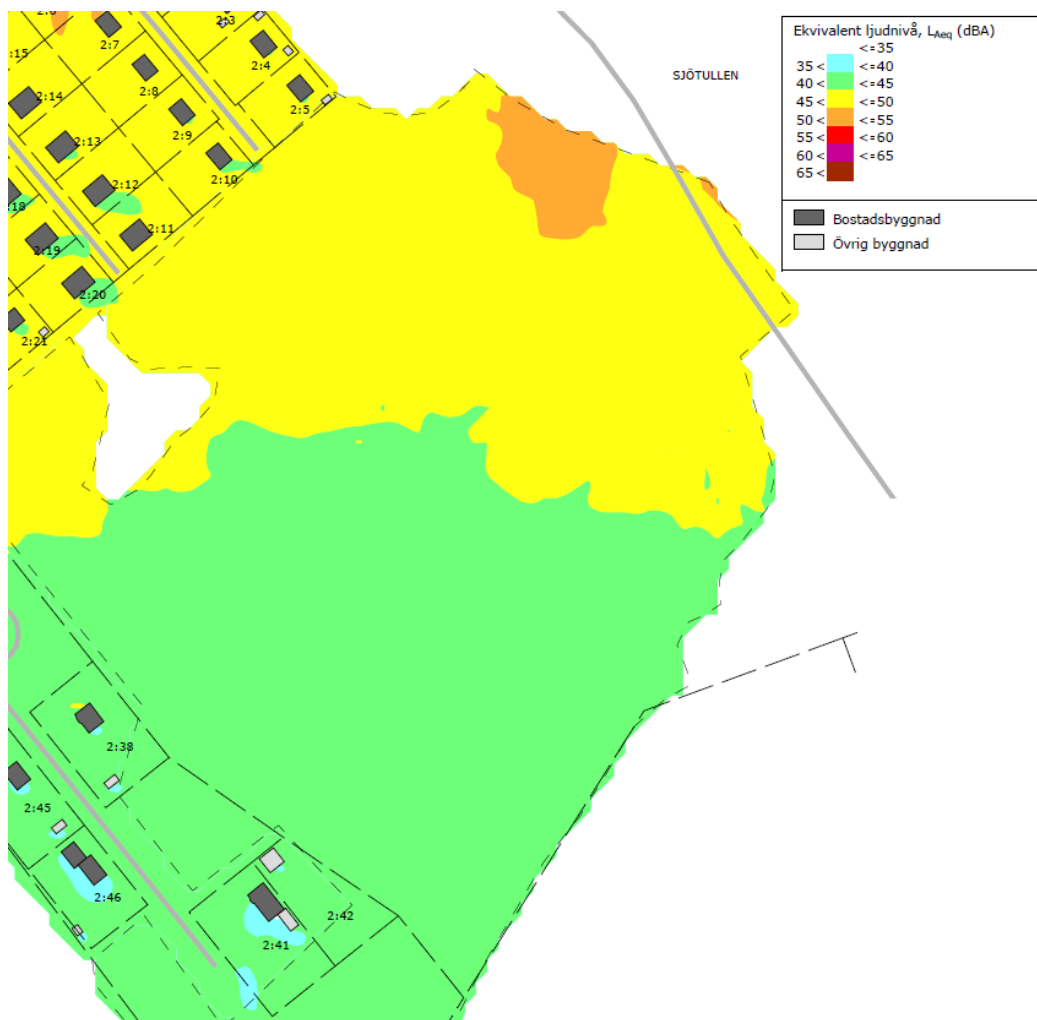 2:6
2:3
2:7
2:4
:15
2:8
2:5
2:14
2:9
2:13
2:10
2:12
:18
2:11
2:19
2:20
2:21
2:38
2:45
2:46
2:42
2:41
SJÖTULLEN
Ekvivalent ljudnivå, LAeq (dBA)
<=35
35 < <=40
40 < <=45
45 < <=50
50 < <=55
55 < <=60
60 < <=65
65 <
Bostadsbyggnad
Övrig byggnad